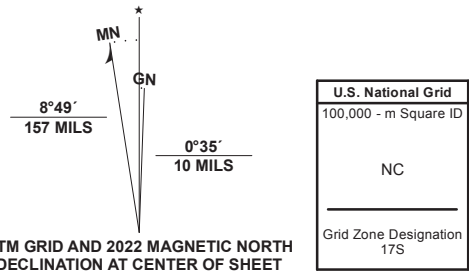 ★
MN
GN
8°49´
157 MILS
0°35´
10 MILS
TM GRID AND 2022 MAGNETIC NORTH
DECLINATION AT CENTER OF SHEET
U.S. National Grid
100,000 - m Square ID
NC
Grid Zone Designation
17S